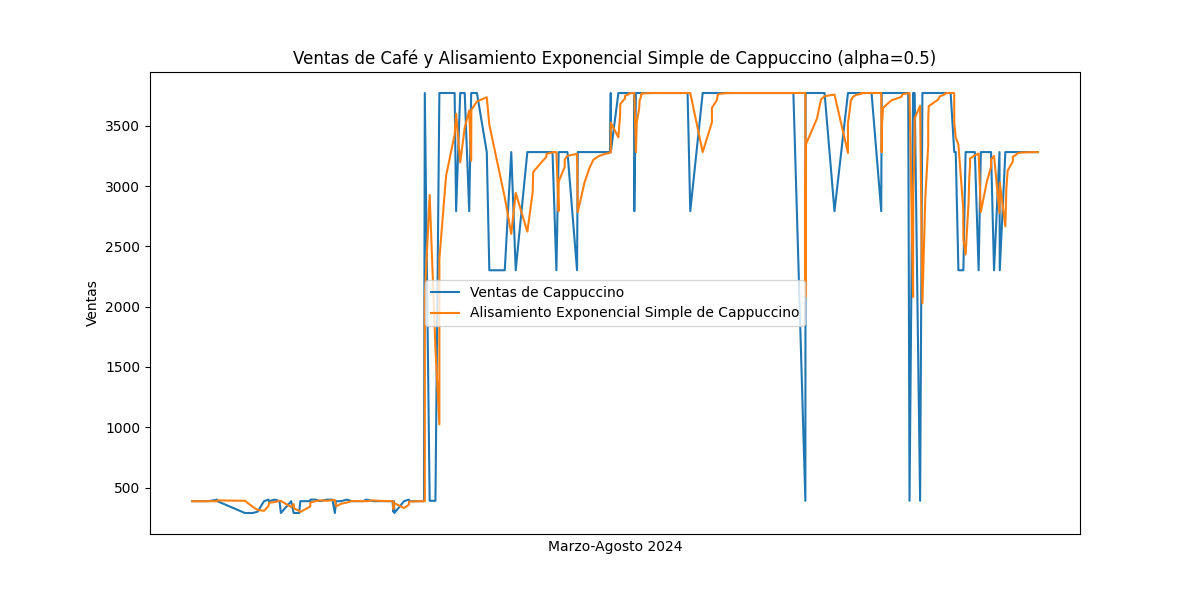 Ventas de Café y Alisamiento Exponencial Simple de Cappuccino (alpha=0.5)
3500
3000
2500
2000
1500
1000
500
Ventas
Ventas de Cappuccino
Alisamiento Exponencial Simple de Cappuccino
Marzo-Agosto 2024